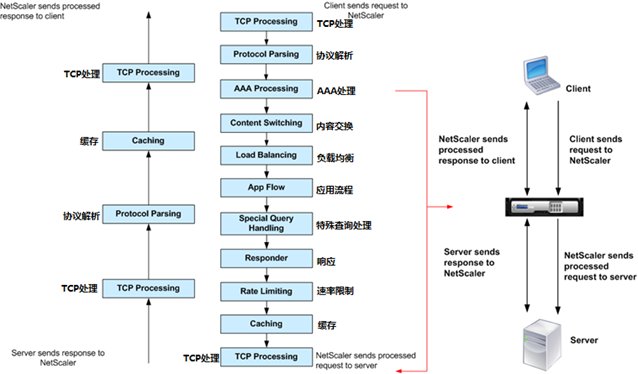 NetScaler sends processed
response to client
TCP处理
TCP Processing
缓存
Caching
协议解析
Protocol Parsing
TCP处理
TCP Processing
Server sends response to
NetScaler
Client sends request to
NetScaler
TCP Processing
TCP处理
Protocol Parsing
协议解析
AAA Processing
AAA处理
Content Switching
内容交换
Load Balancing
负载均衡
App Flow
应用流程
Special Query
Handling
特殊查询处理
Responder
响应
Rate Limiting
速率限制
Caching
缓存
TCP处理
TCP Processing
NetScaler sends processed
request to server
Client
NetScaler sends
processed
response to client
Client sends
request to
NetScaler
Server sends
response to
NetScaler
NetScaler sends
processed
request to server
Server